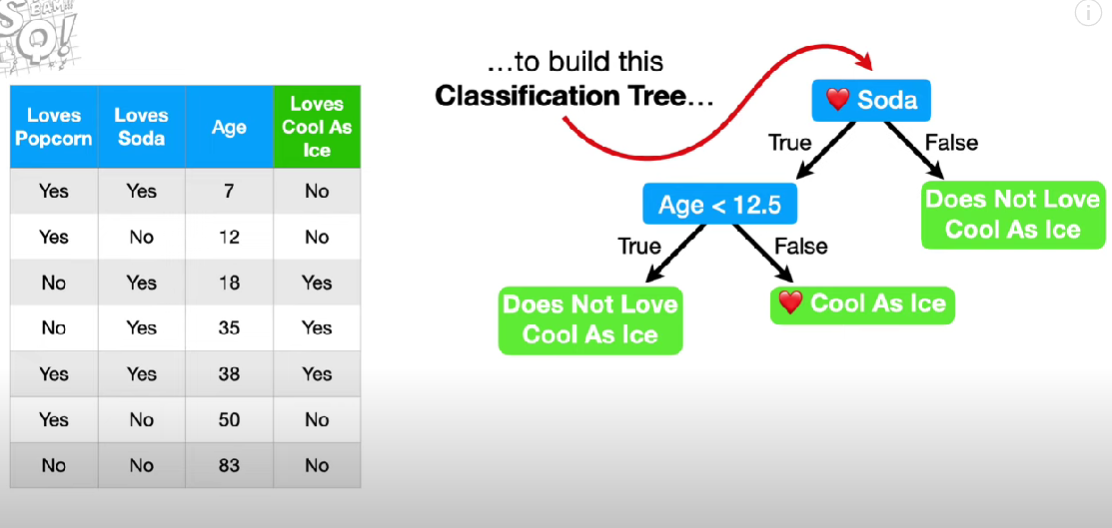 ...to build this
Classification Tree...
Loves Popcorn Loves Soda Age Loves Cool As Ice
Yes Yes 7 No
Yes No 12 No
No Yes 18 Yes
No Yes 35 Yes
Yes Yes 38 Yes
Yes No 50 No
No No 83 No
❤️ Soda
True
False
Age < 12.5
Does Not Love
Cool As Ice
True
False
Does Not Love
Cool As Ice
❤️ Cool As Ice